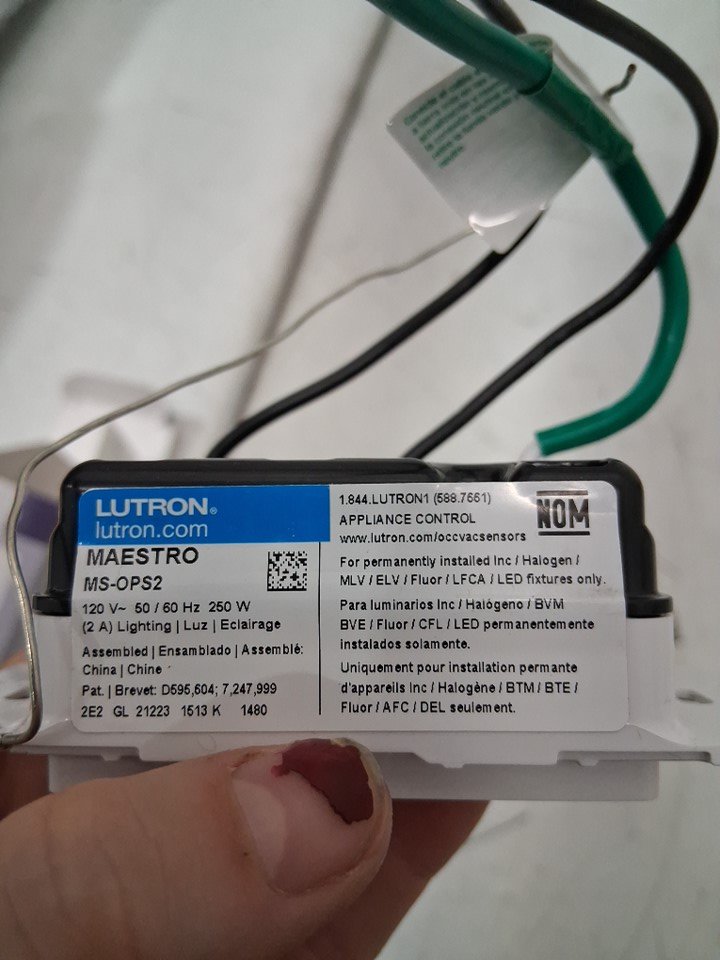 LUTRON®
lutron.com
MAESTRO
MS-OPS2
120 V~ 50 / 60 Hz 250 W
(2 A) Lighting | Luz | Eclairage
Assembled | Ensamblado | Assemblé:
China | Chine
Pat. | Brevet: D595,604; 7,247,999
2E2 GL 21223 1513 K 1480
1.844.LUTRON1 (588.7661)
APPLIANCE CONTROL
www.lutron.com/occvacsensors
NOM
For permanently installed Inc / Halogen /
MLV / ELV / Fluor / LFCA / LED fixtures only.
Para luminarios Inc / Halógeno / BVM
BVE / Fluor / CFL / LED permanentemente
instalados solamente.
Uniquement pour installation permante
d'appareils Inc / Halogène / BTM / BTE /
Fluor / AFC / DEL seulement.